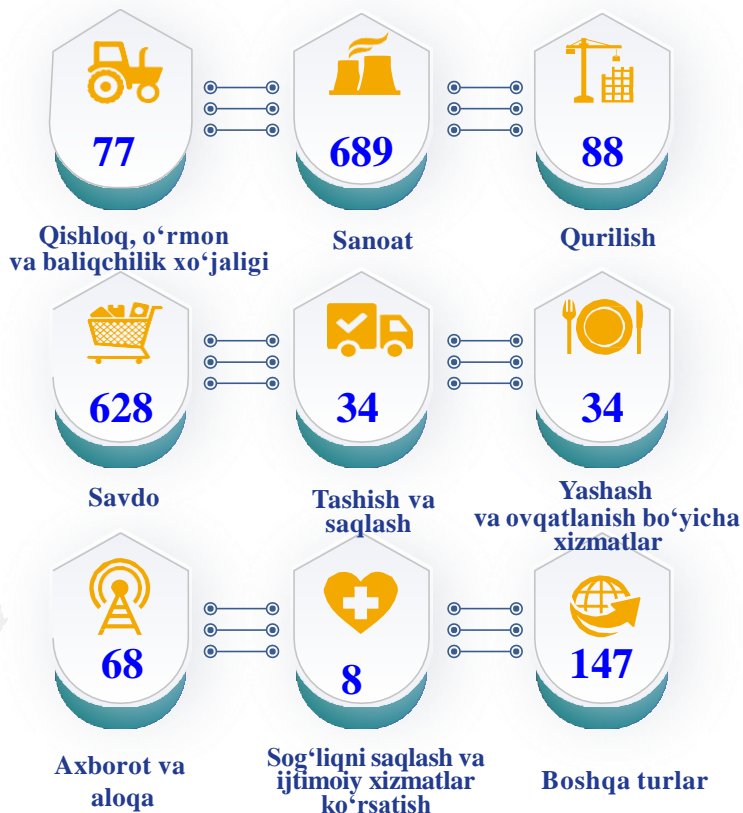 77
689
88
Qishloq, o‘rmon
va baliqchilik xo‘jaligi
Sanoat
Qurilish
628
34
34
Savdo
Tashish va
saqlash
Yashash
va ovqatlanish bo‘yicha
xizmatlar
68
8
147
Axborot va
aloqa
Sog‘liqni saqlash va
ijtimoiy xizmatlar
ko‘rsatish
Boshqa turlar